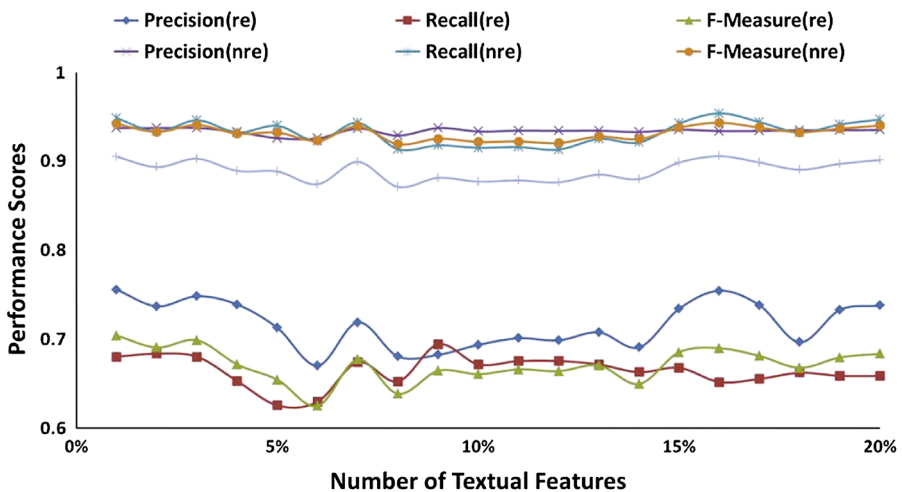 Precision(re) Recall(re) F-Measure(re)
Precision(nre) Recall(nre) F-Measure(nre)
1
0.9
0.8
0.7
0.6
0% 5% 10% 15% 20%
Performance Scores
Number of Textual Features